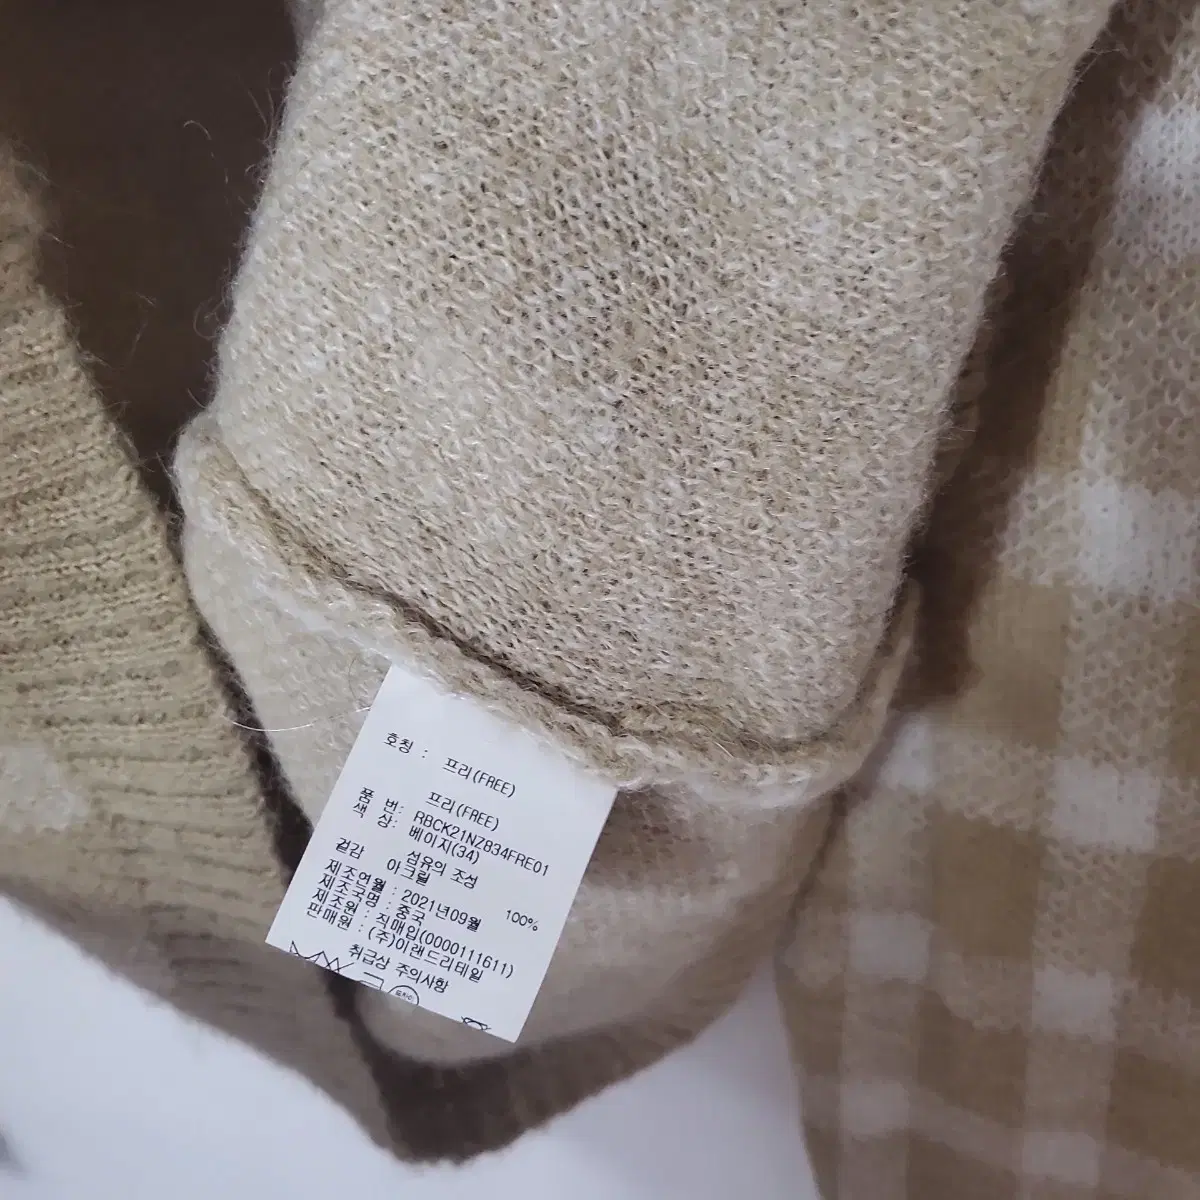 호칭 : 프리(FREE)
프리(FREE)
품 번: RBCK21NZ834FRE01
색 상: 베이지(34)
섬유의 조성
겉감 아크릴 100%
제조연월 : 2021년09월
제조국명 : 중국
제조원 : 직매입(0000111611)
판매원 : (주)이랜드리테일
취급상 주의사항